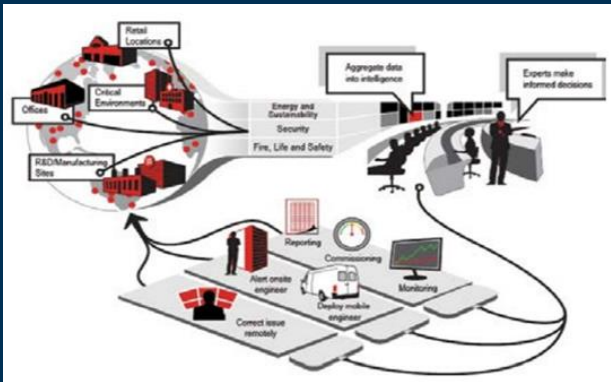 Retail
Locations
Offices
Critical
Environments
R&D/Manufacturing
Sites
Energy and
Sustainability
Security
Fire, Life and Safety
Aggregate data
into intelligence
Experts make
informed decisions
Reporting
Commissioning
Monitoring
Alert onsite
engineer
Deploy mobile
engineer
Correct issue
remotely